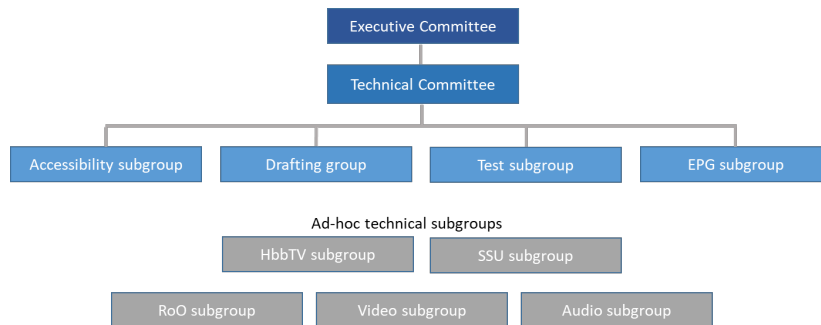 Executive Committee
Technical Committee
Accessibility subgroup
Drafting group
Test subgroup
EPG subgroup
Ad-hoc technical subgroups
HbbTV subgroup
SSU subgroup
RoO subgroup
Video subgroup
Audio subgroup